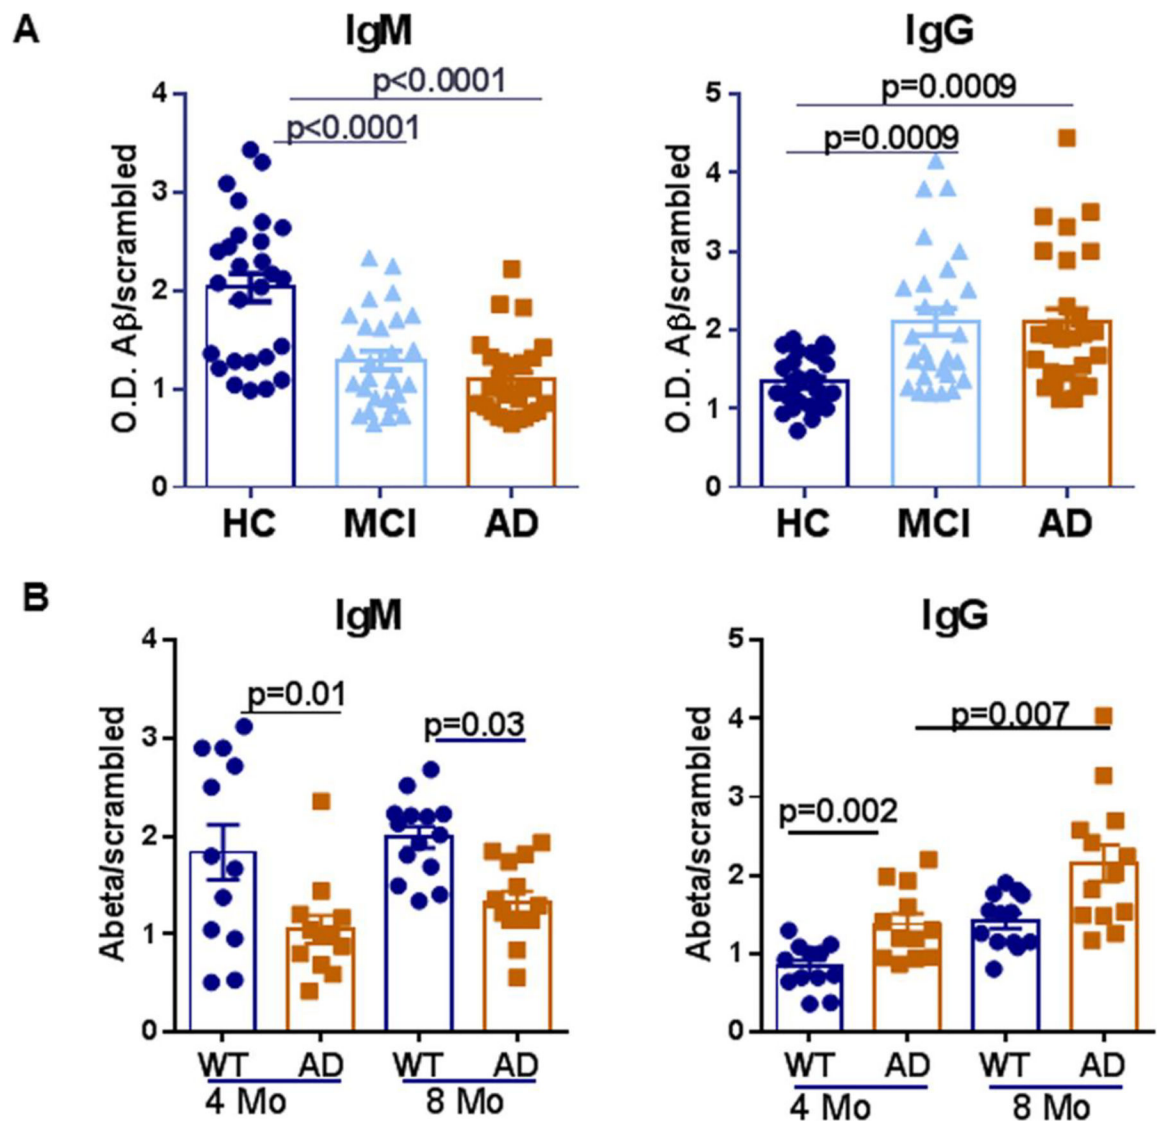 A
IgM
IgG
p<0.0001
p<0.0001
O.D. Aβ/scrambled
4
3
2
1
0
HC MCI AD
p=0.0009
p=0.0009
O.D. Aβ/scrambled
5
4
3
2
1
0
HC MCI AD
B
IgM
IgG
p=0.01
p=0.03
Abeta/scrambled
4
3
2
1
0
WT AD WT AD
4 Mo 8 Mo
p=0.007
p=0.002
Abeta/scrambled
5
4
3
2
1
0
WT AD WT AD
4 Mo 8 Mo